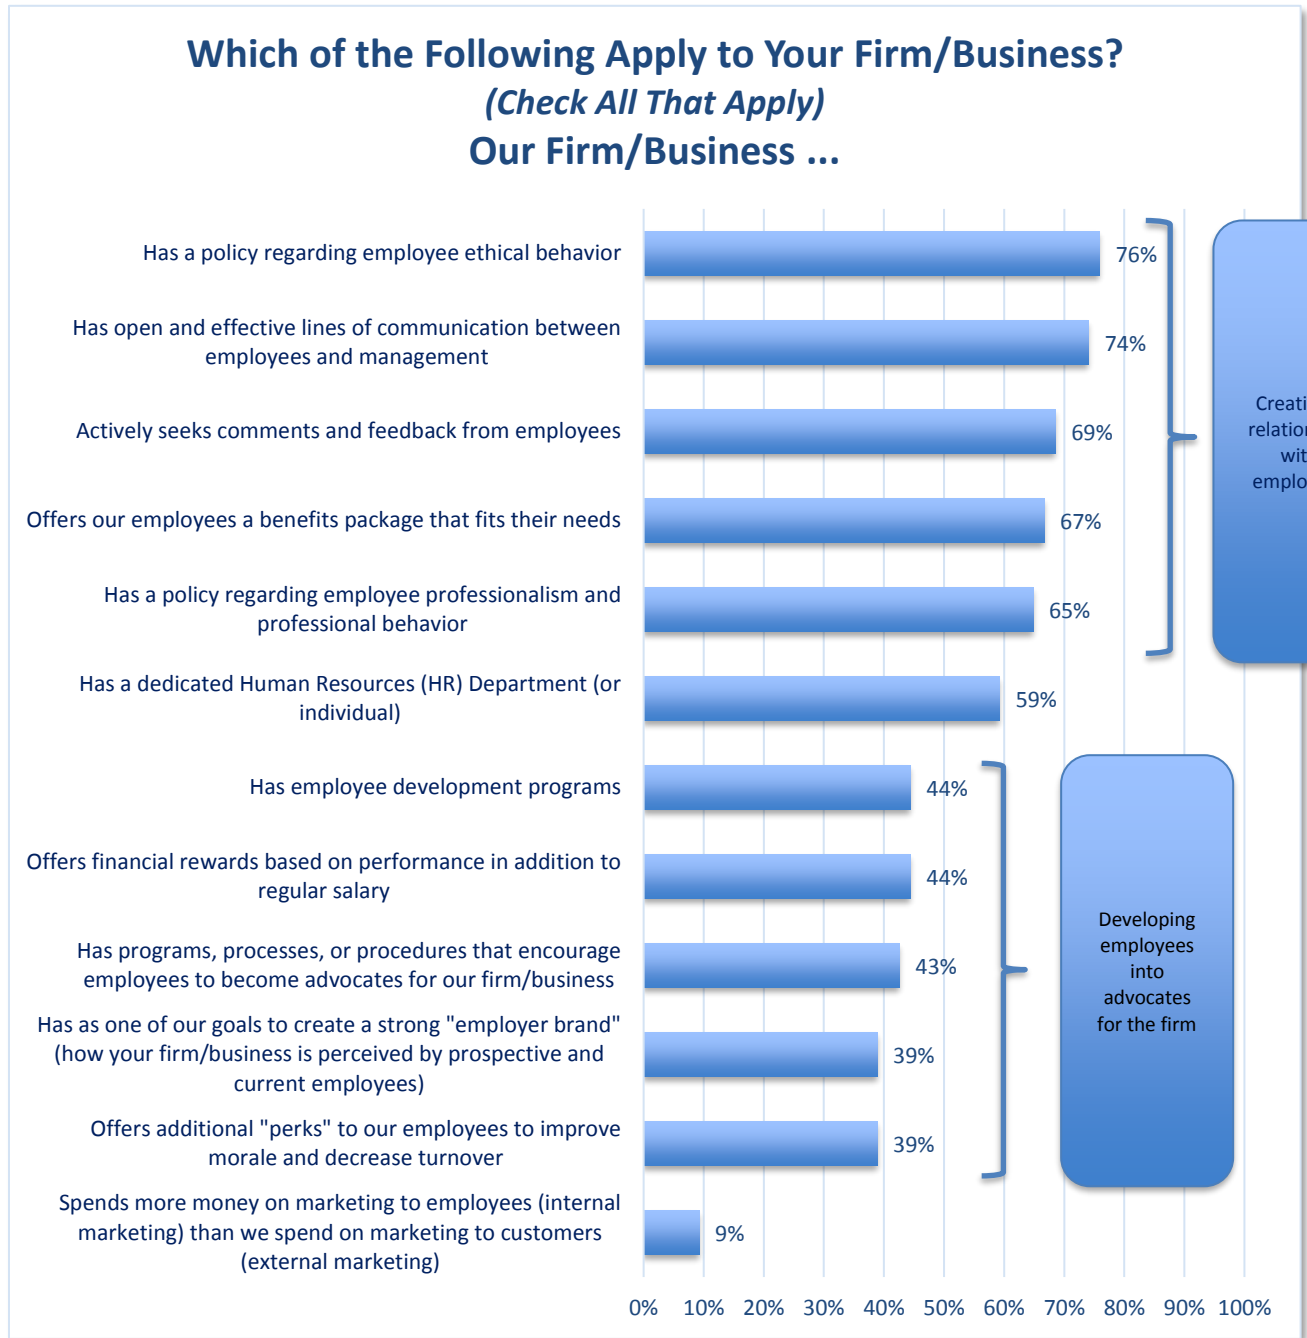 Which of the Following Apply to Your Firm/Business?
(Check All That Apply)
Our Firm/Business ...
Has a policy regarding employee ethical behavior
76%
Has open and effective lines of communication between
employees and management
74%
Actively seeks comments and feedback from employees
69%
Offers our employees a benefits package that fits their needs
67%
Has a policy regarding employee professionalism and
professional behavior
65%
Has a dedicated Human Resources (HR) Department (or
individual)
59%
Has employee development programs
44%
Offers financial rewards based on performance in addition to
regular salary
44%
Has programs, processes, or procedures that encourage
employees to become advocates for our firm/business
43%
Has as one of our goals to create a strong "employer brand"
(how your firm/business is perceived by prospective and
current employees)
39%
Offers additional "perks" to our employees to improve
morale and decrease turnover
39%
Spends more money on marketing to employees (internal
marketing) than we spend on marketing to customers
(external marketing)
9%
Developing
employees
into
advocates
for the firm
0% 10% 20% 30% 40% 50% 60% 70% 80% 90% 100%